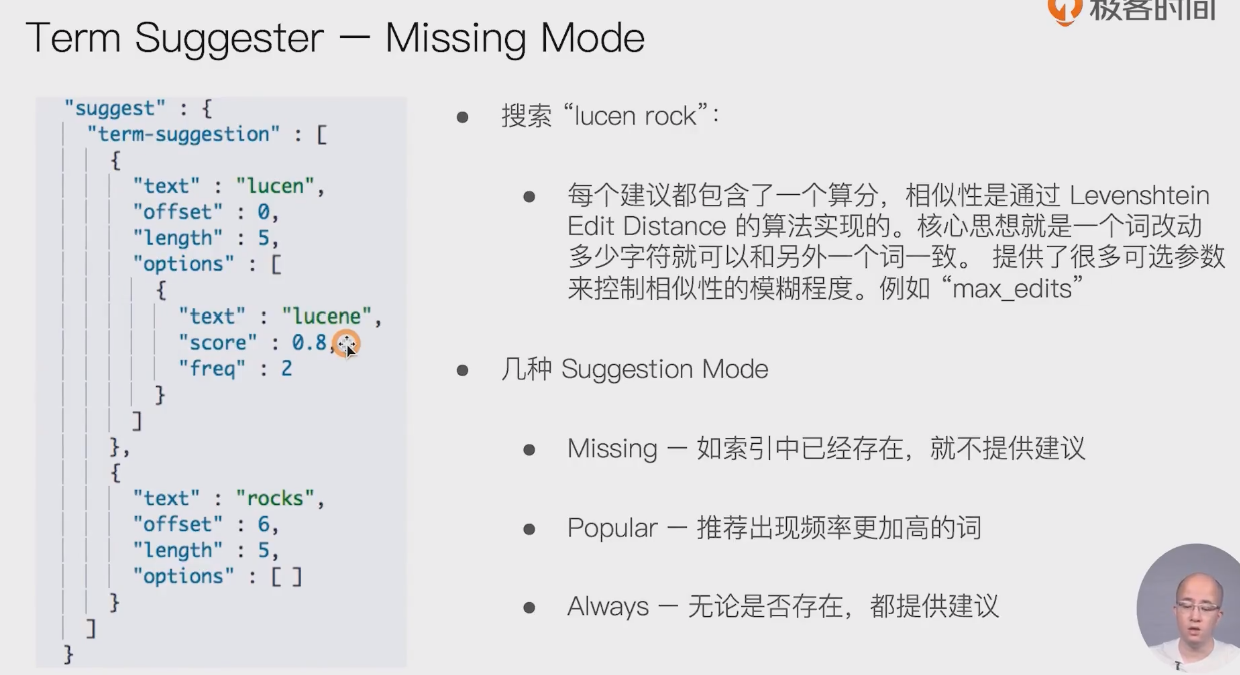 极客时间
Term Suggester – Missing Mode
"suggest" : {
"term-suggestion" : [
{
"text" : "lucen",
"offset" : 0,
"length" : 5,
"options" : [
{
"text" : "lucene",
"score" : 0.8,
"freq" : 2
}
]
},
{
"text" : "rocks",
"offset" : 6,
"length" : 5,
"options" : [ ]
}
]
}
• 搜索 “lucen rock”：
• 每个建议都包含了一个算分，相似性是通过 Levenshtein
Edit Distance 的算法实现的。核心思想就是一个词改动
多少字符就可以和另外一个词一致。 提供了很多可选参数
来控制相似性的模糊程度。例如 “max_edits”
• 几种 Suggestion Mode
• Missing – 如索引中已经存在，就不提供建议
• Popular – 推荐出现频率更加高的词
• Always – 无论是否存在，都提供建议